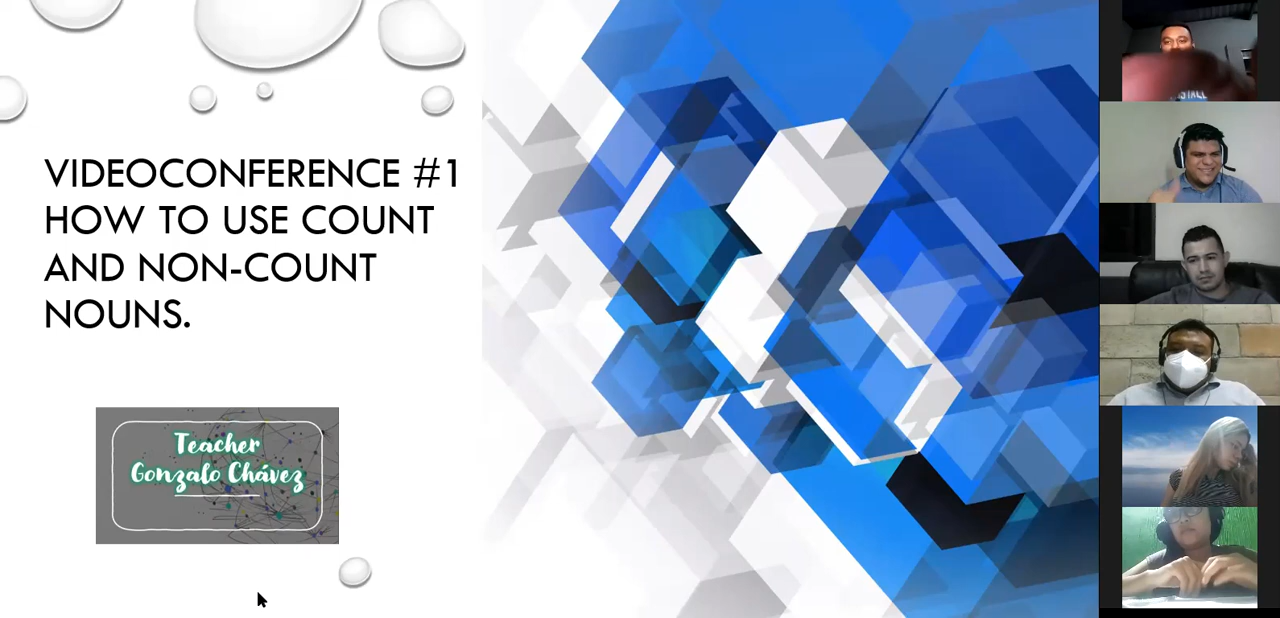 VIDEOCONFERENCE #1
HOW TO USE COUNT
AND NON-COUNT
NOUNS.
Teacher
Gonzalo Chávez